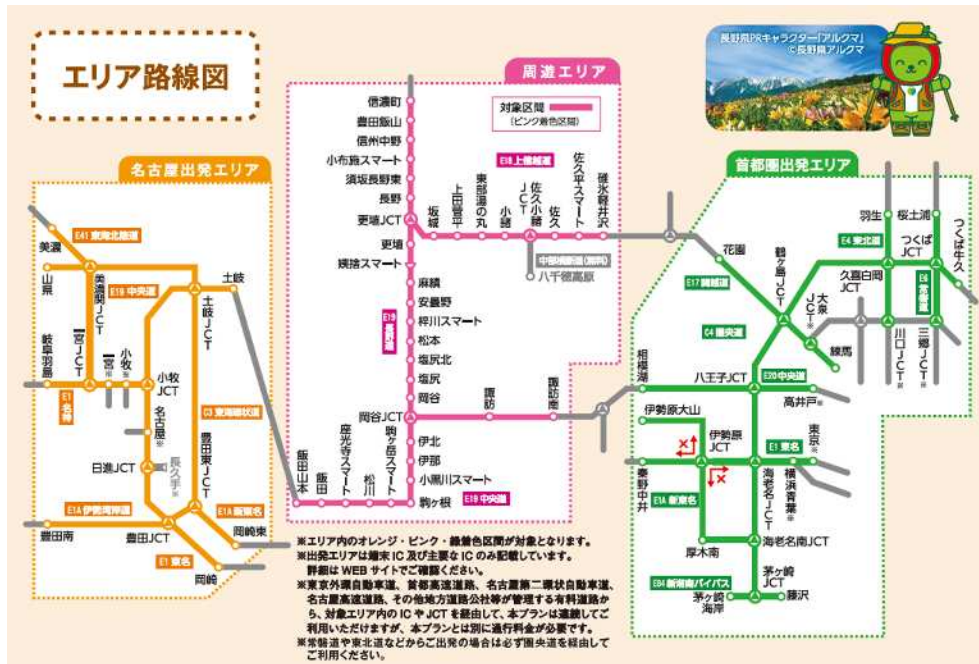 エリア路線図
長野県PRキャラクター「アルクマ」
©長野県アルクマ
周遊エリア
対象区間
(ピンク着色区間)
信濃町
豊田飯山
信州中野
小布施スマート
須坂長野東
長野
更埴JCT
更埴
姨捨スマート
麻績
安曇野
梓川スマート
松本
塩尻北
塩尻
岡谷
岡谷JCT
伊北
伊那
小黒川スマート
駒ヶ根
E18 上信越道
坂城
上田菅平
東部湯の丸
小諸
佐久小諸JCT
佐久
佐久平スマート
碓氷軽井沢
中部横断道(無料)
八千穂高原
E19 長野道
諏訪
諏訪南
E19 中央道
飯田山本
飯田
座光寺スマート
松川
駒ヶ岳スマート
名古屋出発エリア
E41 東海北陸道
美濃
山県
美濃関JCT
E19 中央道
土岐
土岐JCT
岐阜羽島
一宮JCT
一宮※
小牧※
小牧JCT
E1 名神
名古屋※
C3 東海環状道
日進JCT
長久手※
豊田東JCT
E1A 伊勢湾岸道
E1A 新東名
豊田南
豊田JCT
岡崎東
E1 東名
岡崎
首都圏出発エリア
羽生
桜土浦
E4 東北道
つくばJCT
つくば牛久
花園
鶴ヶ島JCT
久喜白岡JCT
E6 常磐道
E17 関越道
大泉JCT※
C4 圏央道
練馬
川口JCT※
三郷JCT※
相模湖
八王子JCT
E20 中央道
高井戸※
伊勢原大山
伊勢原JCT
E1 東名
東京※
秦野中井
E1A 新東名
海老名JCT
横浜青葉※
厚木南
海老名南JCT
茅ヶ崎JCT
E84 新湘南バイパス
茅ヶ崎海岸
藤沢
※エリア内のオレンジ・ピンク・緑着色区間が対象となります。
※出発エリアは端末 IC 及び主要な IC のみ記載しています。
詳細は WEB サイトでご確認ください。
※東京外環自動車道、首都高速道路、名古屋第二環状自動車道、
名古屋高速道路、その他地方道路公社等が管理する有料道路か
ら、対象エリア内の IC や JCT を経由して、本プランは連続してご
利用いただけますが、本プランとは別に通行料金が必要です。
※常磐道や東北道などからご出発の場合は必ず圏央道を経由して
ご利用ください。